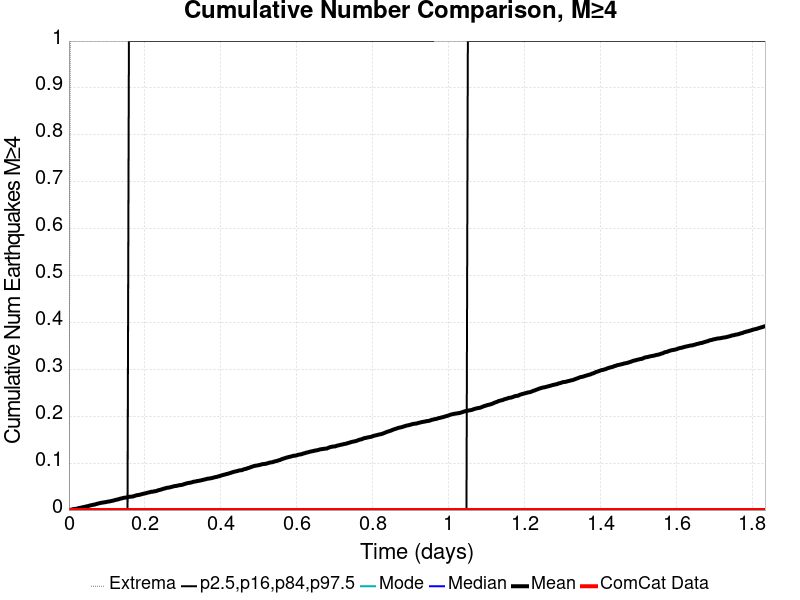 Cumulative Number Comparison, M≥4
Cumulative Num Earthquakes M≥4
1
0.9
0.8
0.7
0.6
0.5
0.4
0.3
0.2
0.1
0
0 0.2 0.4 0.6 0.8 1 1.2 1.4 1.6 1.8
Time (days)
Extrema p2.5,p16,p84,p97.5 Mode Median Mean ComCat Data